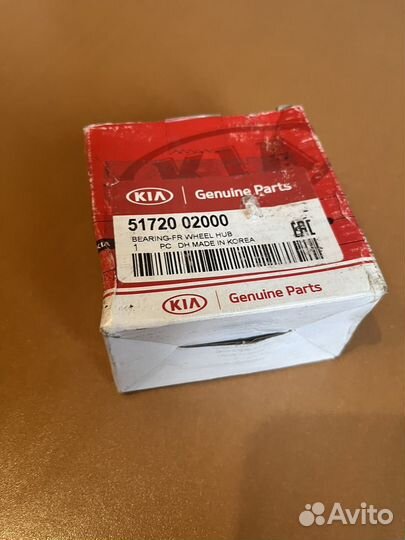 KIA
KIA Genuine Parts
51720 02000
BEARING-FR WHEEL HUB
1 PC DH MADE IN KOREA
EAC
KIA Genuine Parts
Avito